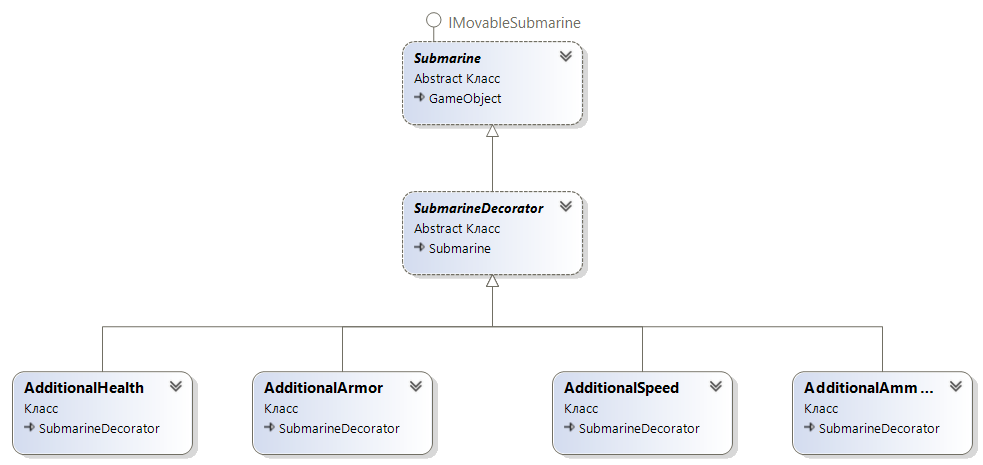 IMovableSubmarine
Submarine
Abstract Класс
GameObject
SubmarineDecorator
Abstract Класс
Submarine
AdditionalHealth
Класс
SubmarineDecorator
AdditionalArmor
Класс
SubmarineDecorator
AdditionalSpeed
Класс
SubmarineDecorator
AdditionalAmm ...
Класс
SubmarineDecorator